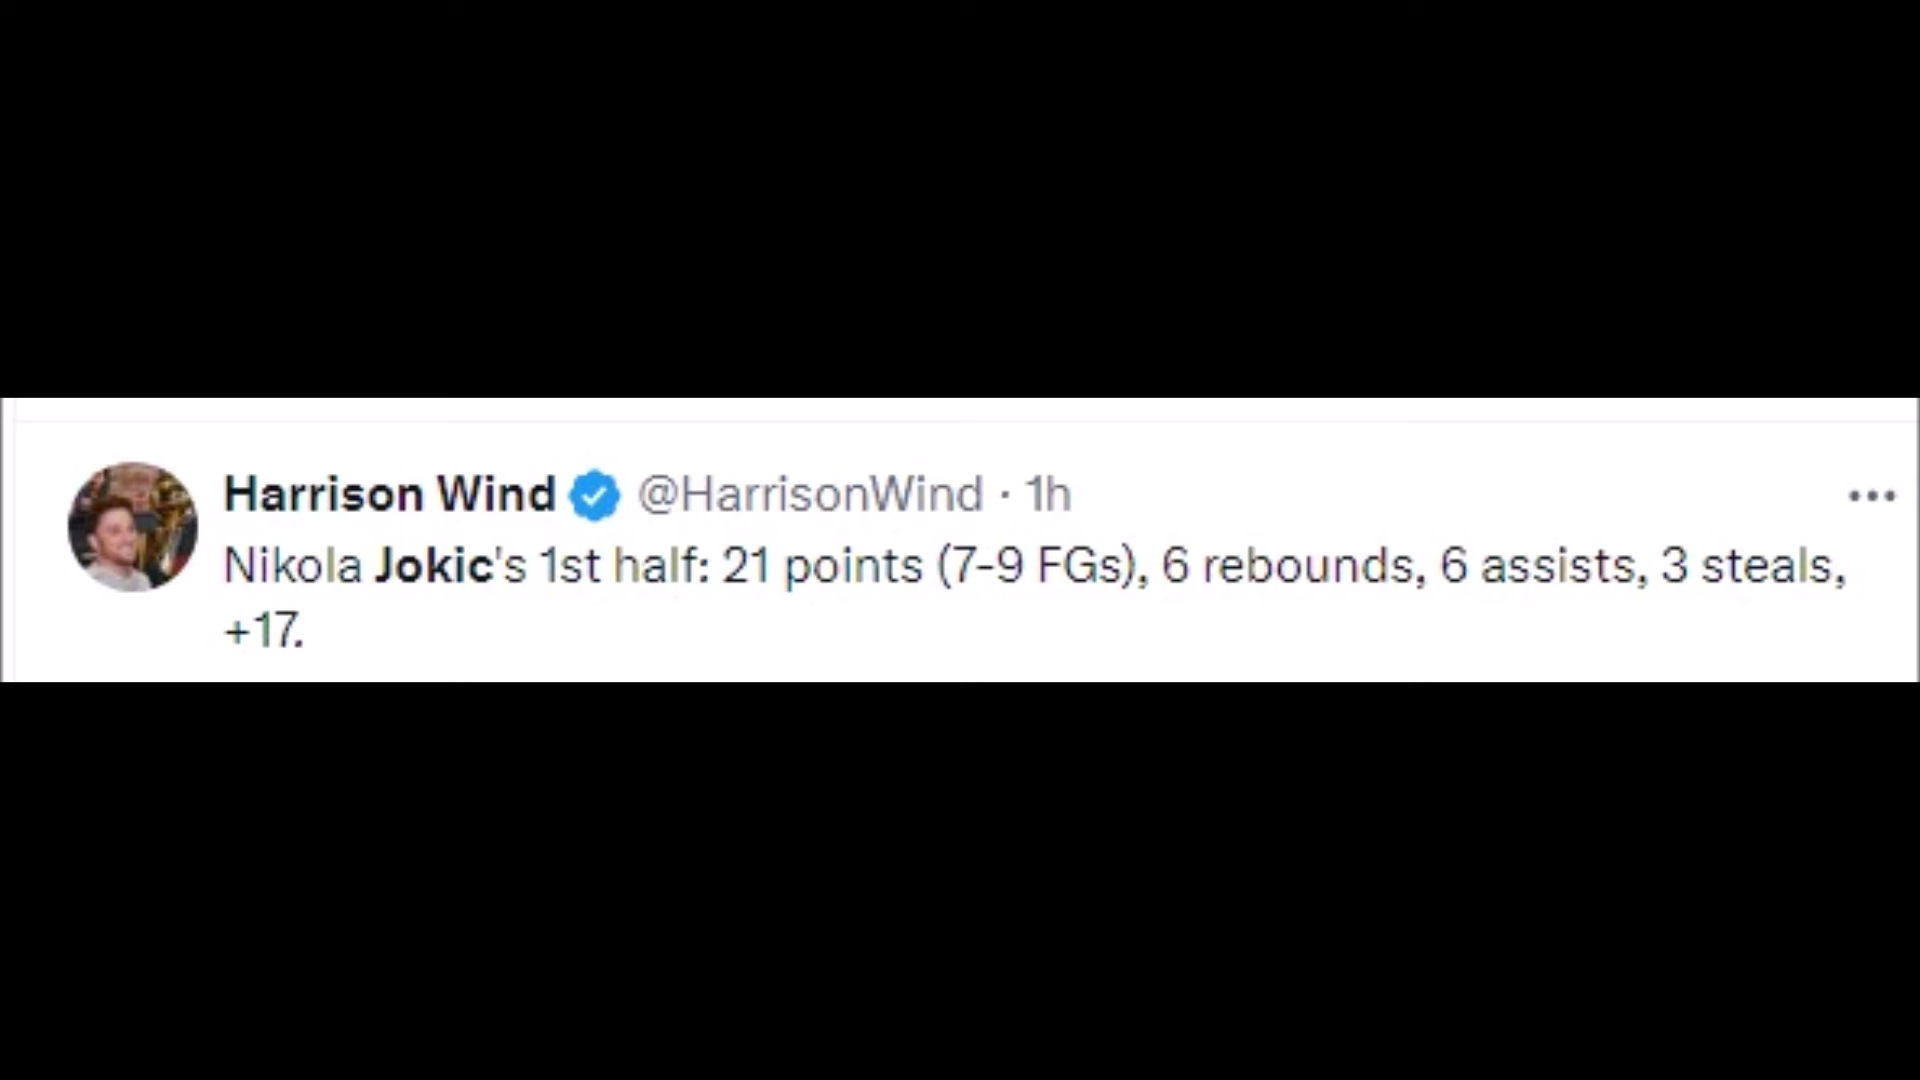 Harrison Wind @HarrisonWind · 1h
Nikola Jokic's 1st half: 21 points (7-9 FGs), 6 rebounds, 6 assists, 3 steals,
+17.